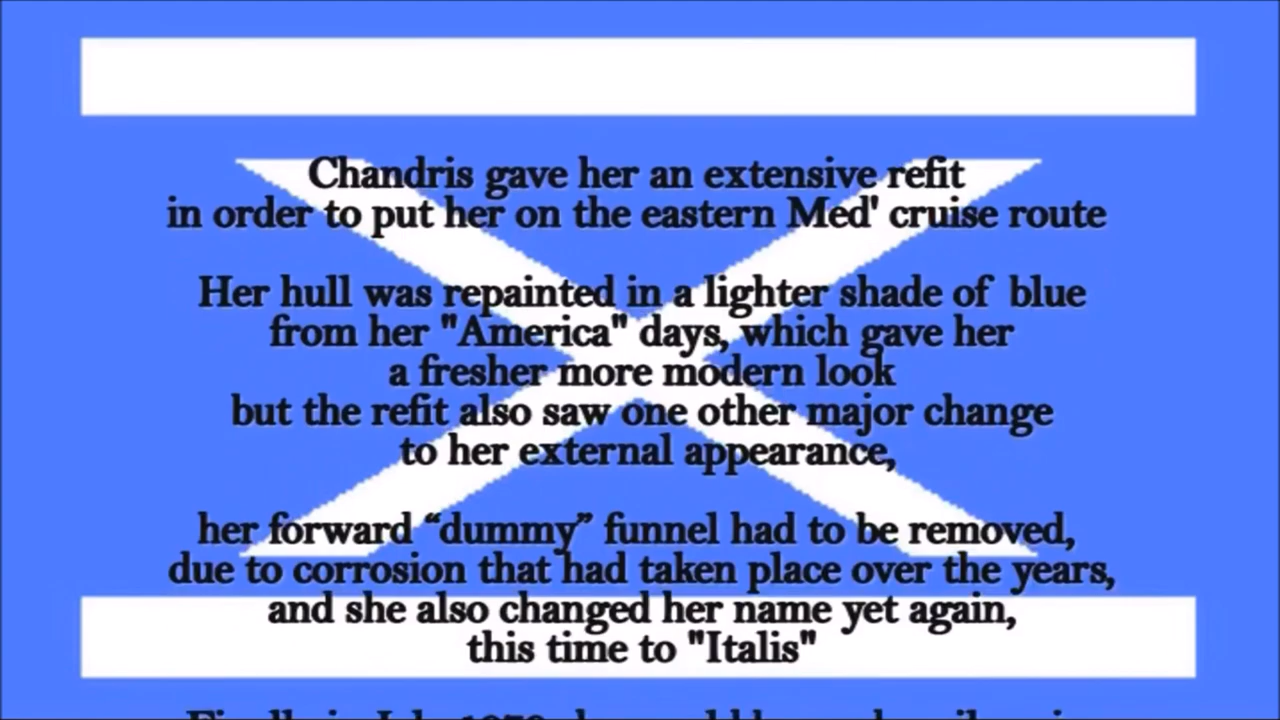 Chandris gave her an extensive refit
in order to put her on the eastern Med' cruise route
Her hull was repainted in a lighter shade of blue
from her "America" days, which gave her
a fresher more modern look
but the refit also saw one other major change
to her external appearance,
her forward “dummy” funnel had to be removed,
due to corrosion that had taken place over the years,
and she also changed her name yet again,
this time to "Italis"